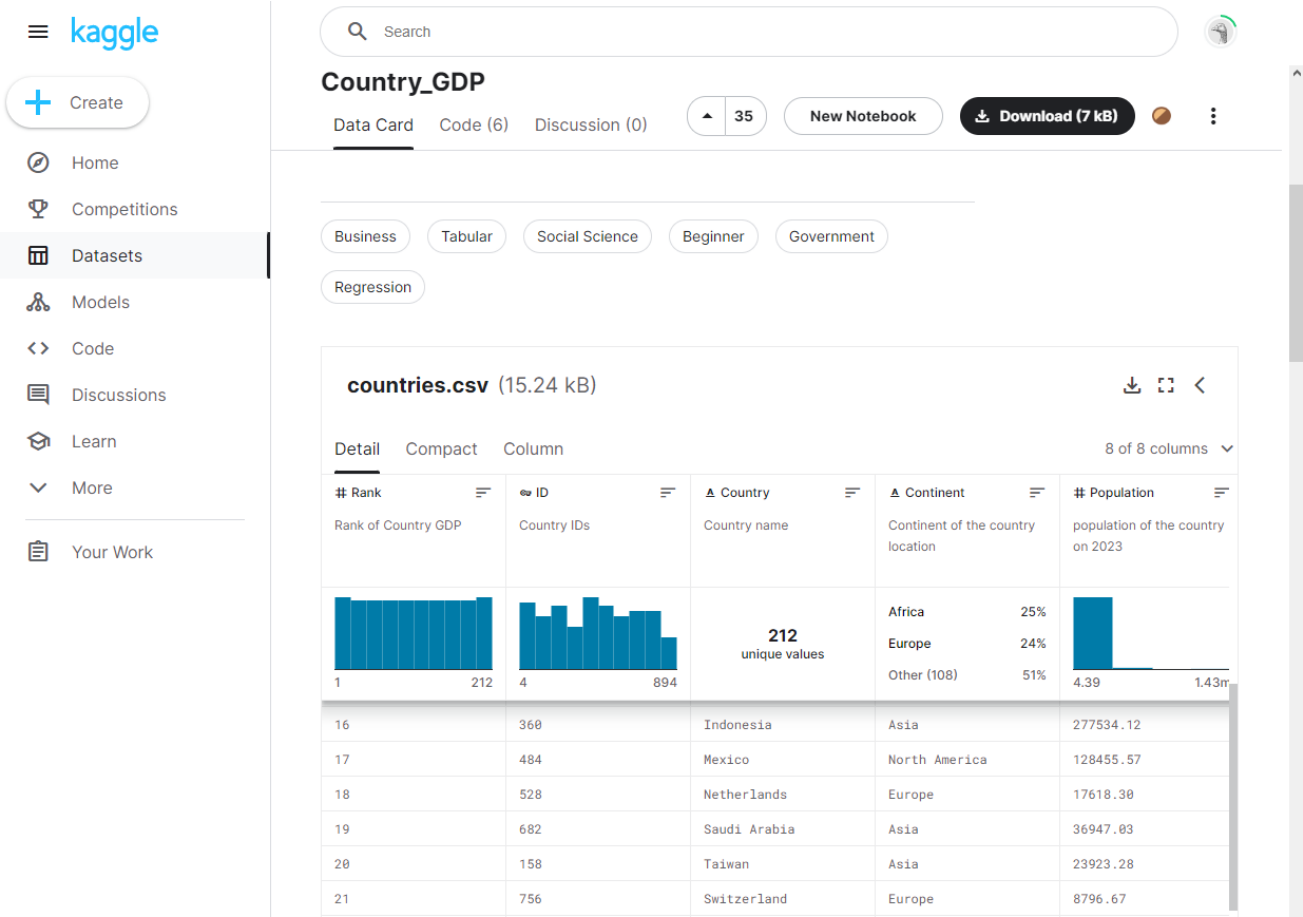 kaggle
Search
Create
Home
Competitions
Datasets
Models
Code
Discussions
Learn
More
Your Work
Country_GDP
Data Card Code (6) Discussion (0)
35
New Notebook
Download (7 kB)
Business Tabular Social Science Beginner Government
Regression
countries.csv (15.24 kB)
Detail Compact Column 8 of 8 columns
# Rank ID A Country A Continent # Population
Rank of Country GDP Country IDs Country name Continent of the country population of the country
location on 2023
Africa 25%
212 Europe 24%
unique values Other (108) 51%
1 212 4 894 4.39 1.43m
16 360 Indonesia Asia 277534.12
17 484 Mexico North America 128455.57
18 528 Netherlands Europe 17618.30
19 682 Saudi Arabia Asia 36947.03
20 158 Taiwan Asia 23923.28
21 756 Switzerland Europe 8796.67